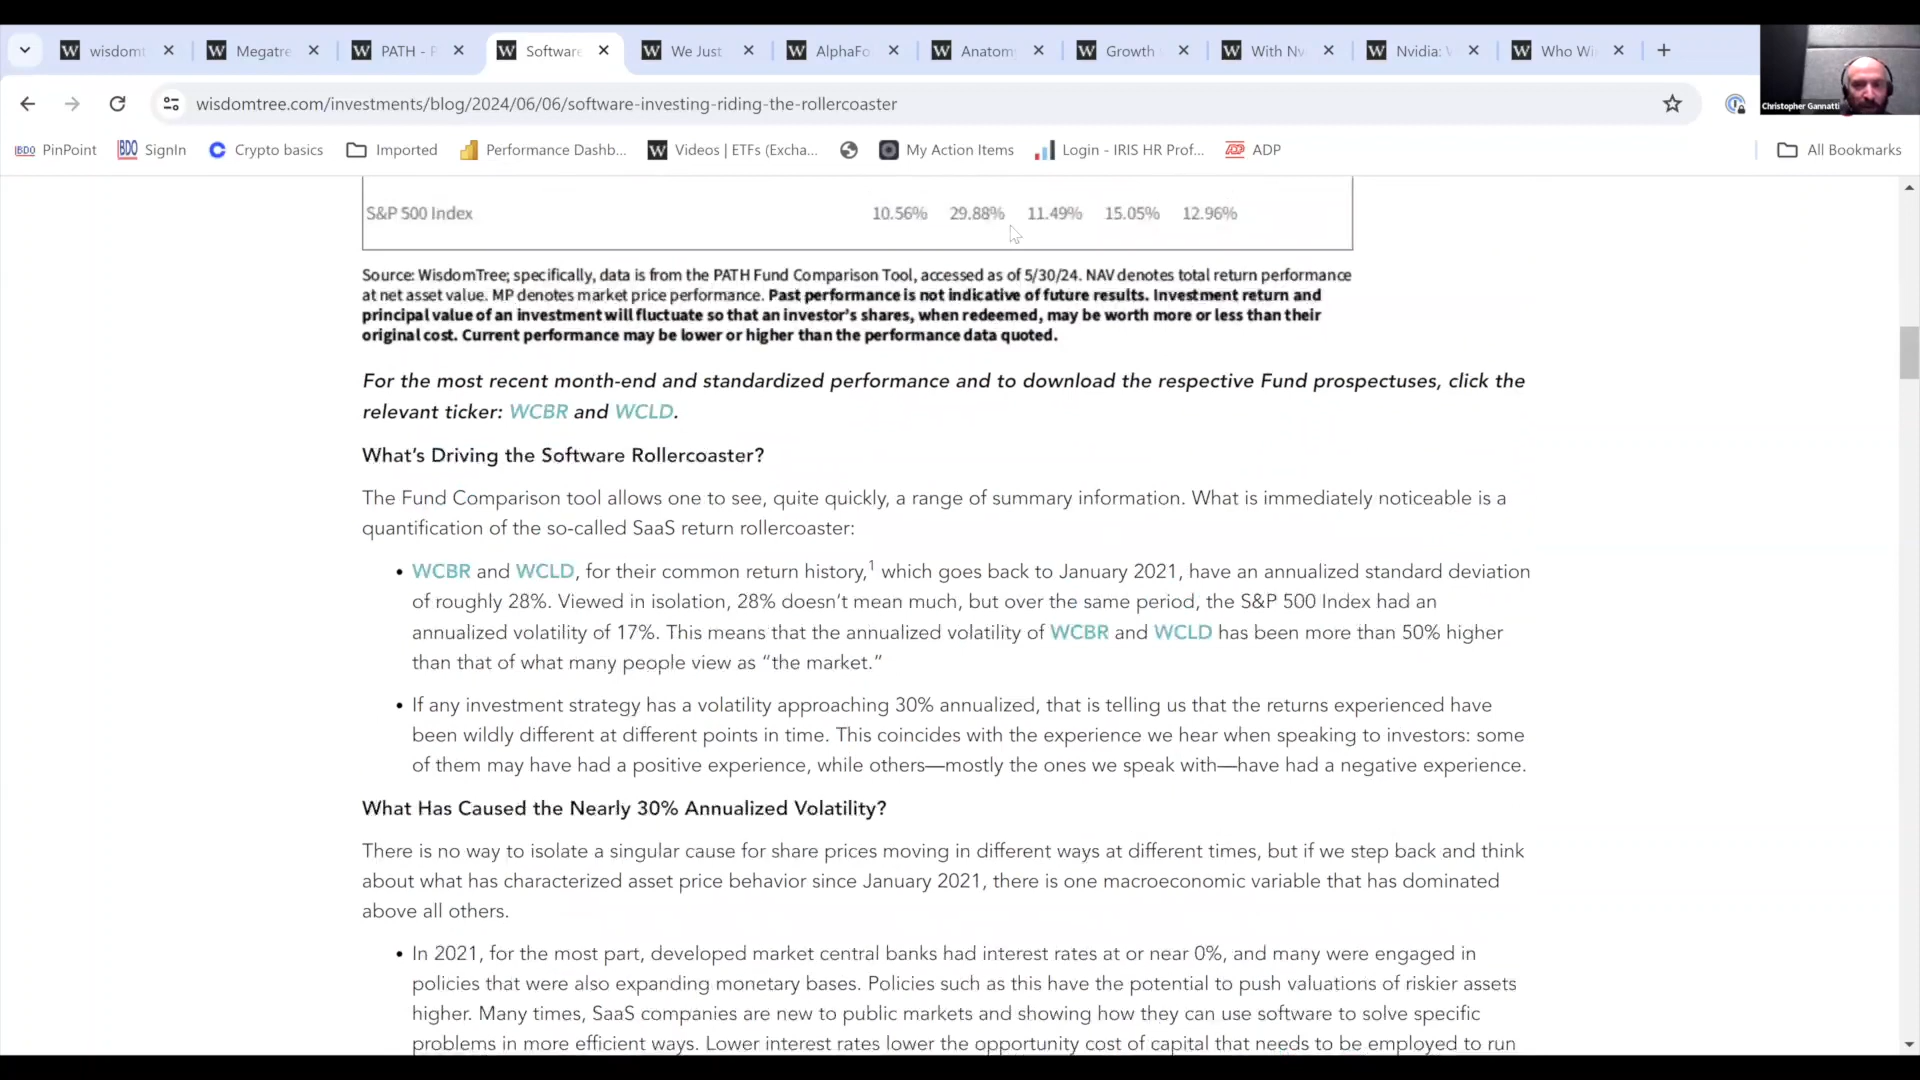 wisdomt
Megatre
PATH - P
Software
We Just
AlphaFo
Anatom
Growth
With Nv
Nvidia: V
Who Wi
wisdomtree.com/investments/blog/2024/06/06/software-investing-riding-the-rollercoaster
Christopher Gannatti
BDO PinPoint
BDO SignIn
Crypto basics
Imported
Performance Dashb...
W Videos | ETFs (Excha...
My Action Items
Login - IRIS HR Prof...
ADP
All Bookmarks
S&P 500 Index 10.56% 29.88% 11.49% 15.05% 12.96%
Source: WisdomTree; specifically, data is from the PATH Fund Comparison Tool, accessed as of 5/30/24. NAV denotes total return performance
at net asset value. MP denotes market price performance. Past performance is not indicative of future results. Investment return and
principal value of an investment will fluctuate so that an investor's shares, when redeemed, may be worth more or less than their
original cost. Current performance may be lower or higher than the performance data quoted.
For the most recent month-end and standardized performance and to download the respective Fund prospectuses, click the
relevant ticker: WCBR and WCLD.
What's Driving the Software Rollercoaster?
The Fund Comparison tool allows one to see, quite quickly, a range of summary information. What is immediately noticeable is a
quantification of the so-called SaaS return rollercoaster:
• WCBR and WCLD, for their common return history,1 which goes back to January 2021, have an annualized standard deviation
of roughly 28%. Viewed in isolation, 28% doesn't mean much, but over the same period, the S&P 500 Index had an
annualized volatility of 17%. This means that the annualized volatility of WCBR and WCLD has been more than 50% higher
than that of what many people view as “the market.”
• If any investment strategy has a volatility approaching 30% annualized, that is telling us that the returns experienced have
been wildly different at different points in time. This coincides with the experience we hear when speaking to investors: some
of them may have had a positive experience, while others—mostly the ones we speak with—have had a negative experience.
What Has Caused the Nearly 30% Annualized Volatility?
There is no way to isolate a singular cause for share prices moving in different ways at different times, but if we step back and think
about what has characterized asset price behavior since January 2021, there is one macroeconomic variable that has dominated
above all others.
• In 2021, for the most part, developed market central banks had interest rates at or near 0%, and many were engaged in
policies that were also expanding monetary bases. Policies such as this have the potential to push valuations of riskier assets
higher. Many times, SaaS companies are new to public markets and showing how they can use software to solve specific
problems in more efficient ways. Lower interest rates lower the opportunity cost of capital that needs to be employed to run